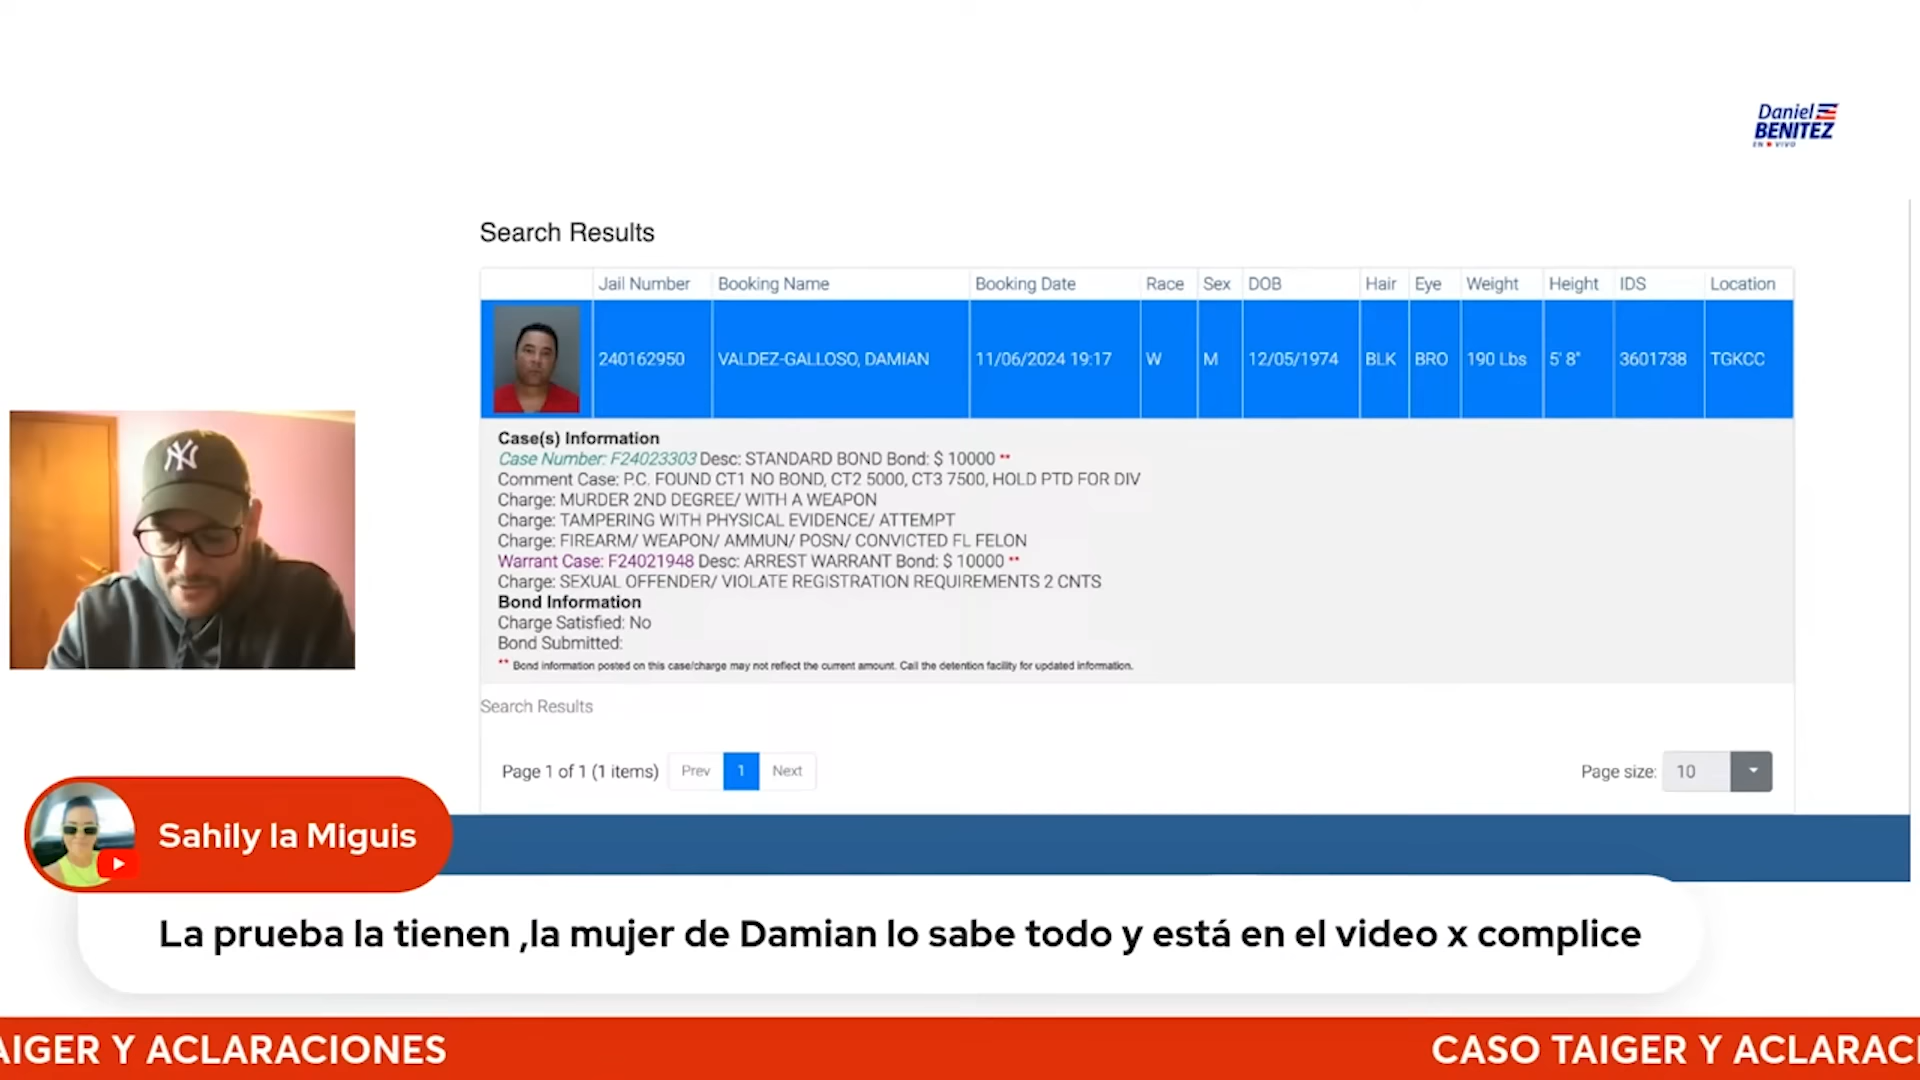 Daniel
BENITEZ
EN VIVO
Search Results
Jail Number Booking Name Booking Date Race Sex DOB Hair Eye Weight Height IDS Location
240162950 VALDEZ-GALLOSO, DAMIAN 11/06/2024 19:17 W M 12/05/1974 BLK BRO 190 Lbs 5' 8" 3601738 TGKCC
NY
Case(s) Information
Case Number: F24023303 Desc: STANDARD BOND Bond: $ 10000 **
Comment Case: P.C. FOUND CT1 NO BOND, CT2 5000, CT3 7500, HOLD PTD FOR DIV
Charge: MURDER 2ND DEGREE/ WITH A WEAPON
Charge: TAMPERING WITH PHYSICAL EVIDENCE/ ATTEMPT
Charge: FIREARM/ WEAPON/ AMMUN/ POSN/ CONVICTED FL FELON
Warrant Case: F24021948 Desc: ARREST WARRANT Bond: $ 10000 **
Charge: SEXUAL OFFENDER/ VIOLATE REGISTRATION REQUIREMENTS 2 CNTS
Bond Information
Charge Satisfied: No
Bond Submitted:
** Bond information posted on this case/charge may not reflect the current amount. Call the detention facility for updated information.
Search Results
Page 1 of 1 (1 items) Prev 1 Next Page size: 10
Sahily la Miguis
La prueba la tienen ,la mujer de Damian lo sabe todo y está en el video x complice
AIGER Y ACLARACIONES CASO TAIGER Y ACLARACI